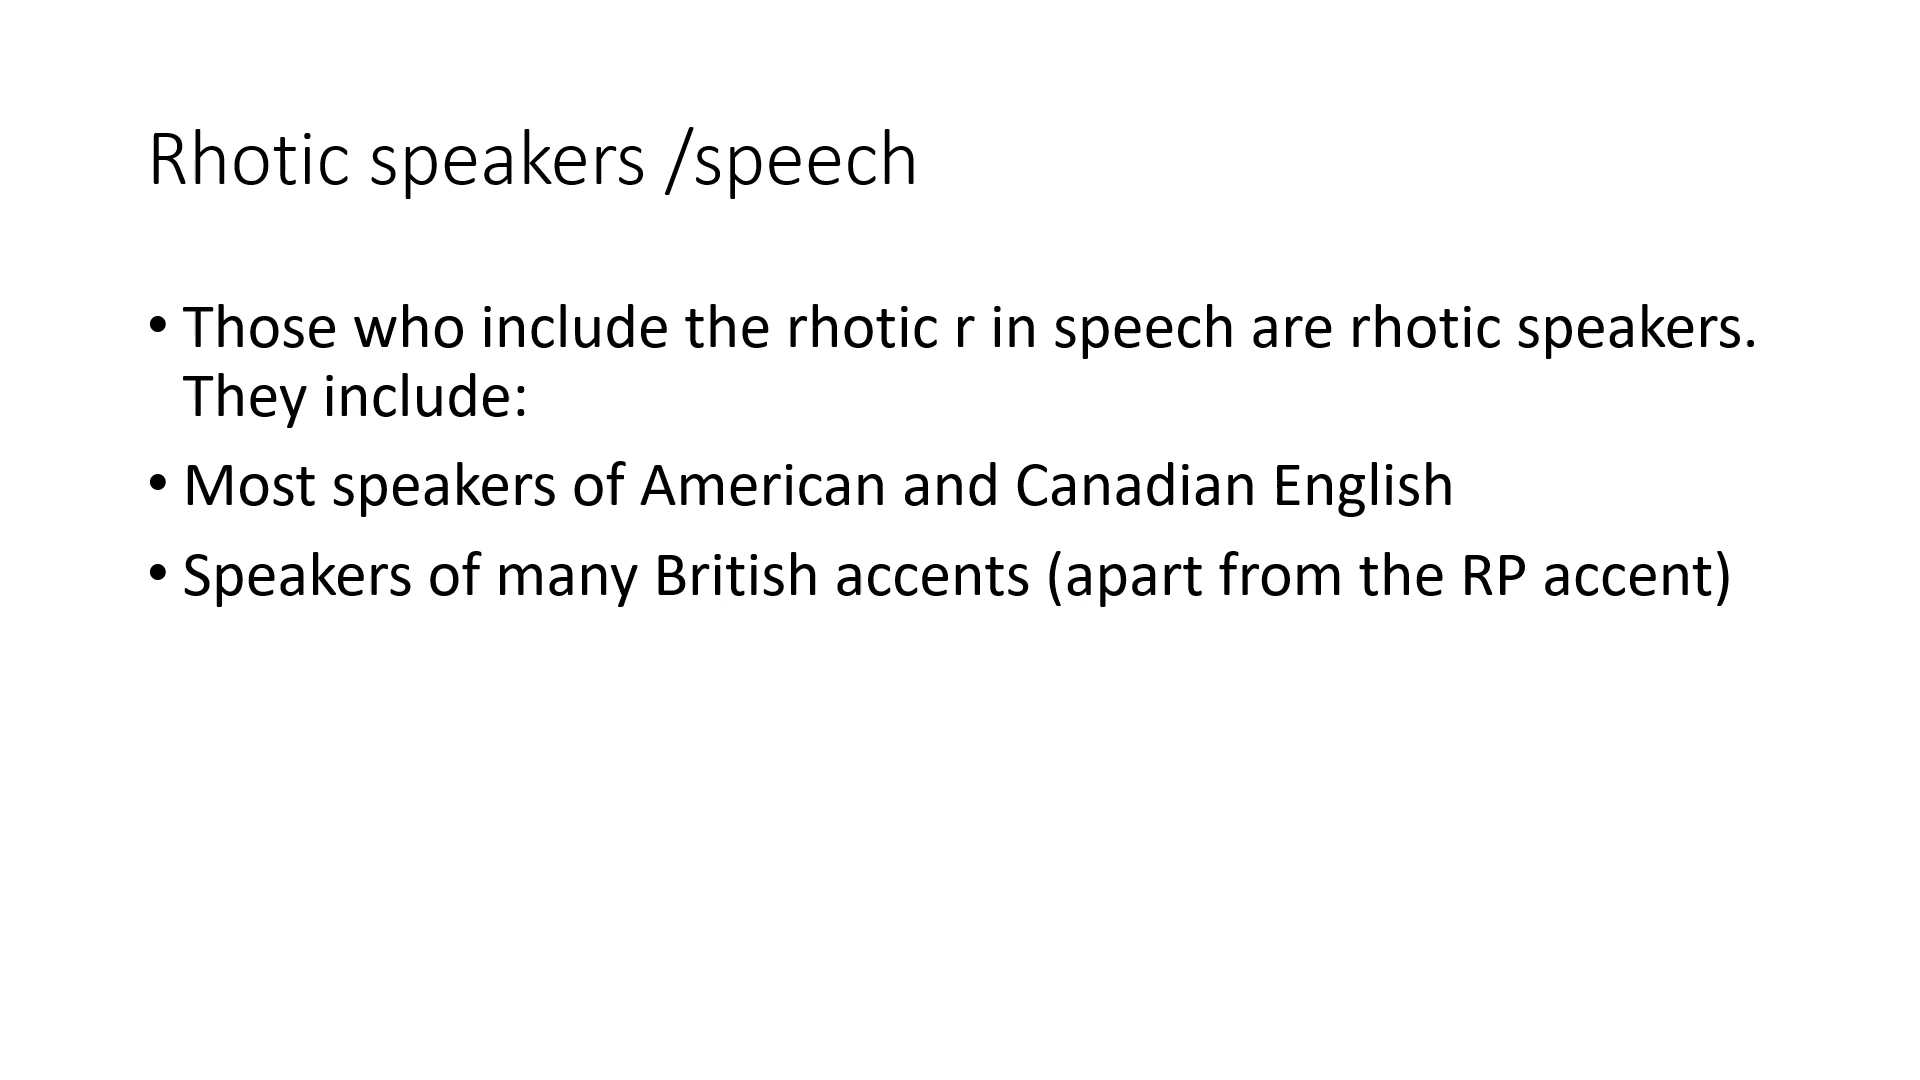 Rhotic speakers /speech
• Those who include the rhotic r in speech are rhotic speakers.
They include:
• Most speakers of American and Canadian English
• Speakers of many British accents (apart from the RP accent)